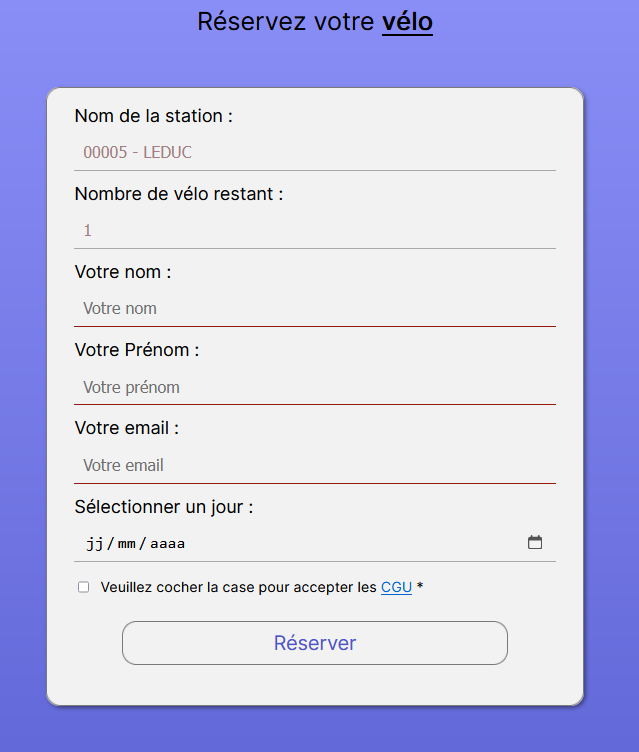 Réservez votre vélo
Nom de la station :
00005 - LEDUC
Nombre de vélo restant :
1
Votre nom :
Votre nom
Votre Prénom :
Votre prénom
Votre email :
Votre email
Sélectionner un jour :
jj/mm/aaaa
Veuillez cocher la case pour accepter les CGU *
Réserver